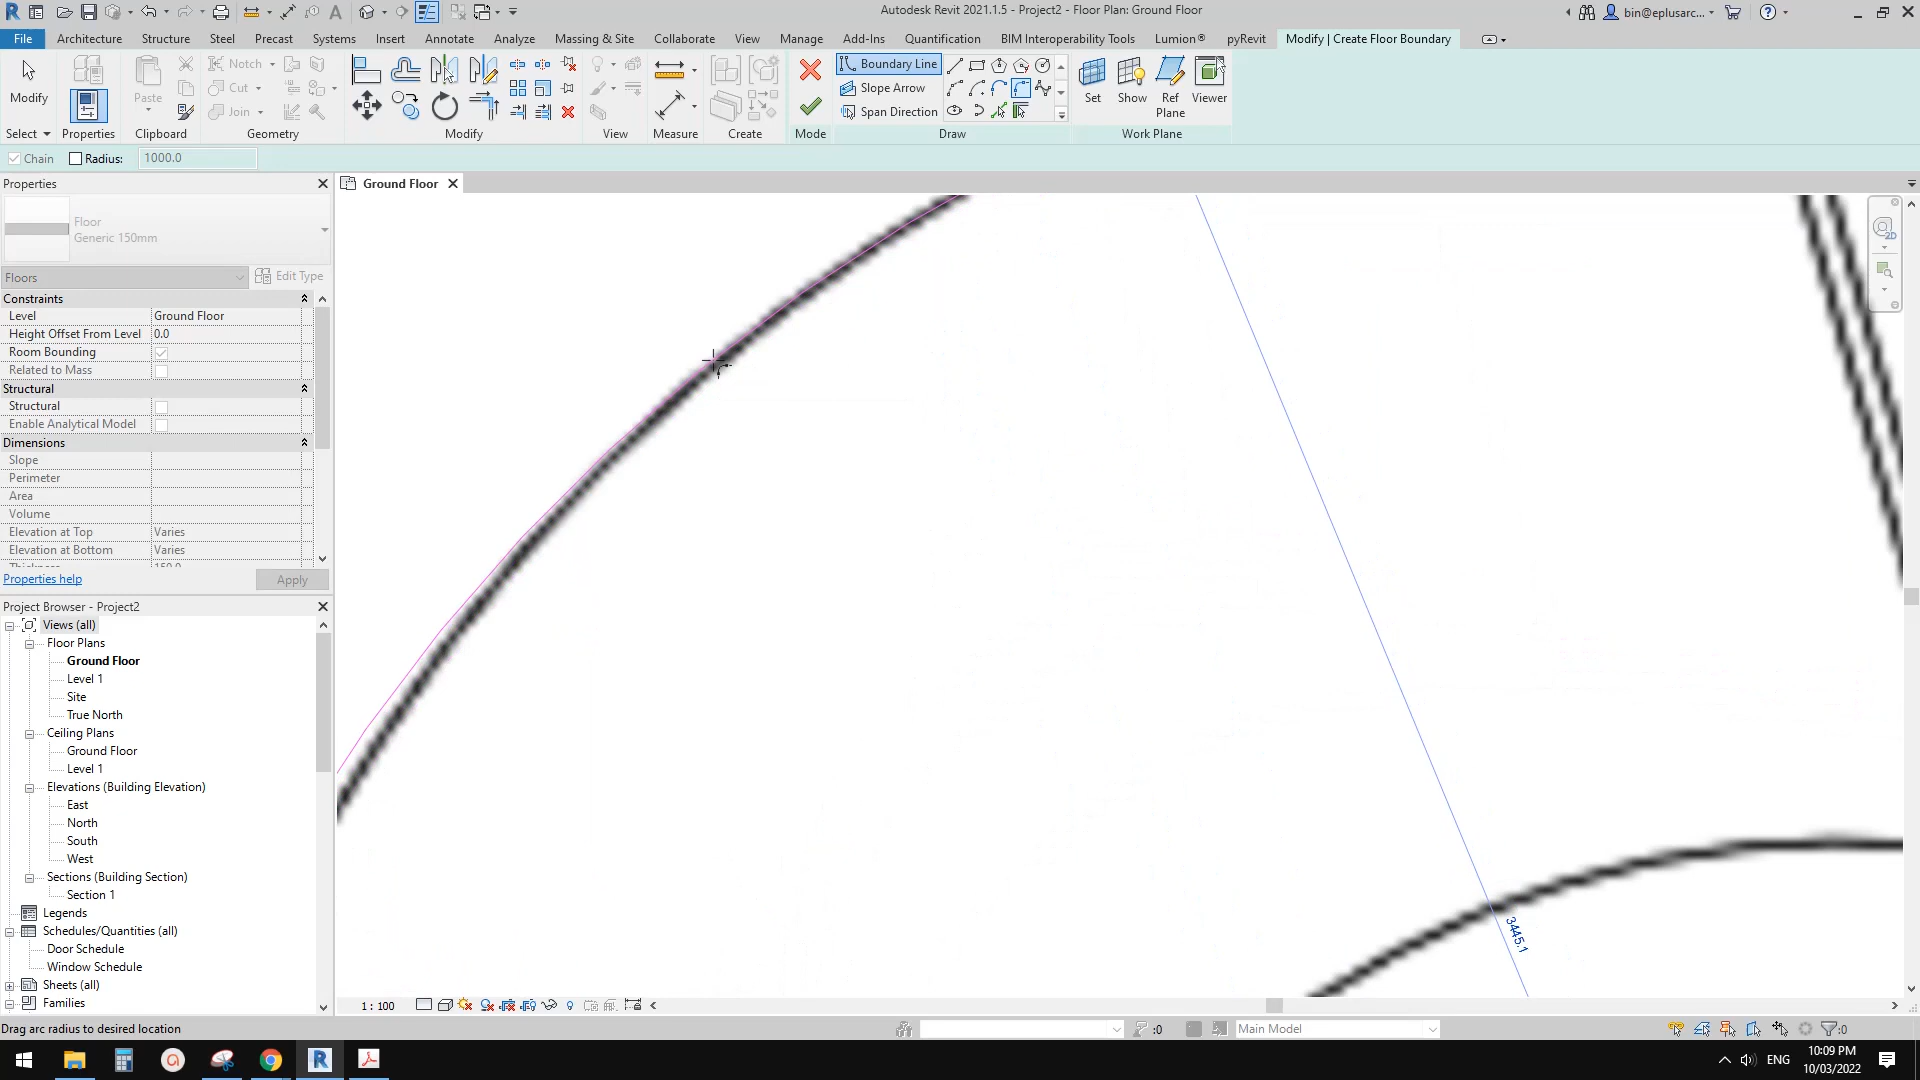 Autodesk Revit 2021.1.5 - Project2 - Floor Plan: Ground Floor
bin@eplusarc...
File Architecture Structure Steel Precast Systems Insert Annotate Analyze Massing & Site Collaborate View Manage Add-Ins Quantification BIM Interoperability Tools Lumion® pyRevit Modify | Create Floor Boundary
Modify
Paste
Notch
Cut
Join
Boundary Line
Slope Arrow
Span Direction
Set Show Ref Plane Viewer
Select Properties Clipboard Geometry Modify View Measure Create Mode Draw Work Plane
Chain Radius: 1000.0
Properties
Ground Floor
Floor
Generic 150mm
Floors Edit Type
Constraints
Level Ground Floor
Height Offset From Level 0.0
Room Bounding
Related to Mass
Structural
Structural
Enable Analytical Model
Dimensions
Slope
Perimeter
Area
Volume
Elevation at Top Varies
Elevation at Bottom Varies
Thickness 150.0
Properties help Apply
Project Browser - Project2
Views (all)
Floor Plans
Ground Floor
Level 1
Site
True North
Ceiling Plans
Ground Floor
Level 1
Elevations (Building Elevation)
East
North
South
West
Sections (Building Section)
Section 1
Legends
Schedules/Quantities (all)
Door Schedule
Window Schedule
Sheets (all)
Families
3445.1
1 : 100
Drag arc radius to desired location
:0
Main Model
:0
ENG
10:09 PM
10/03/2022